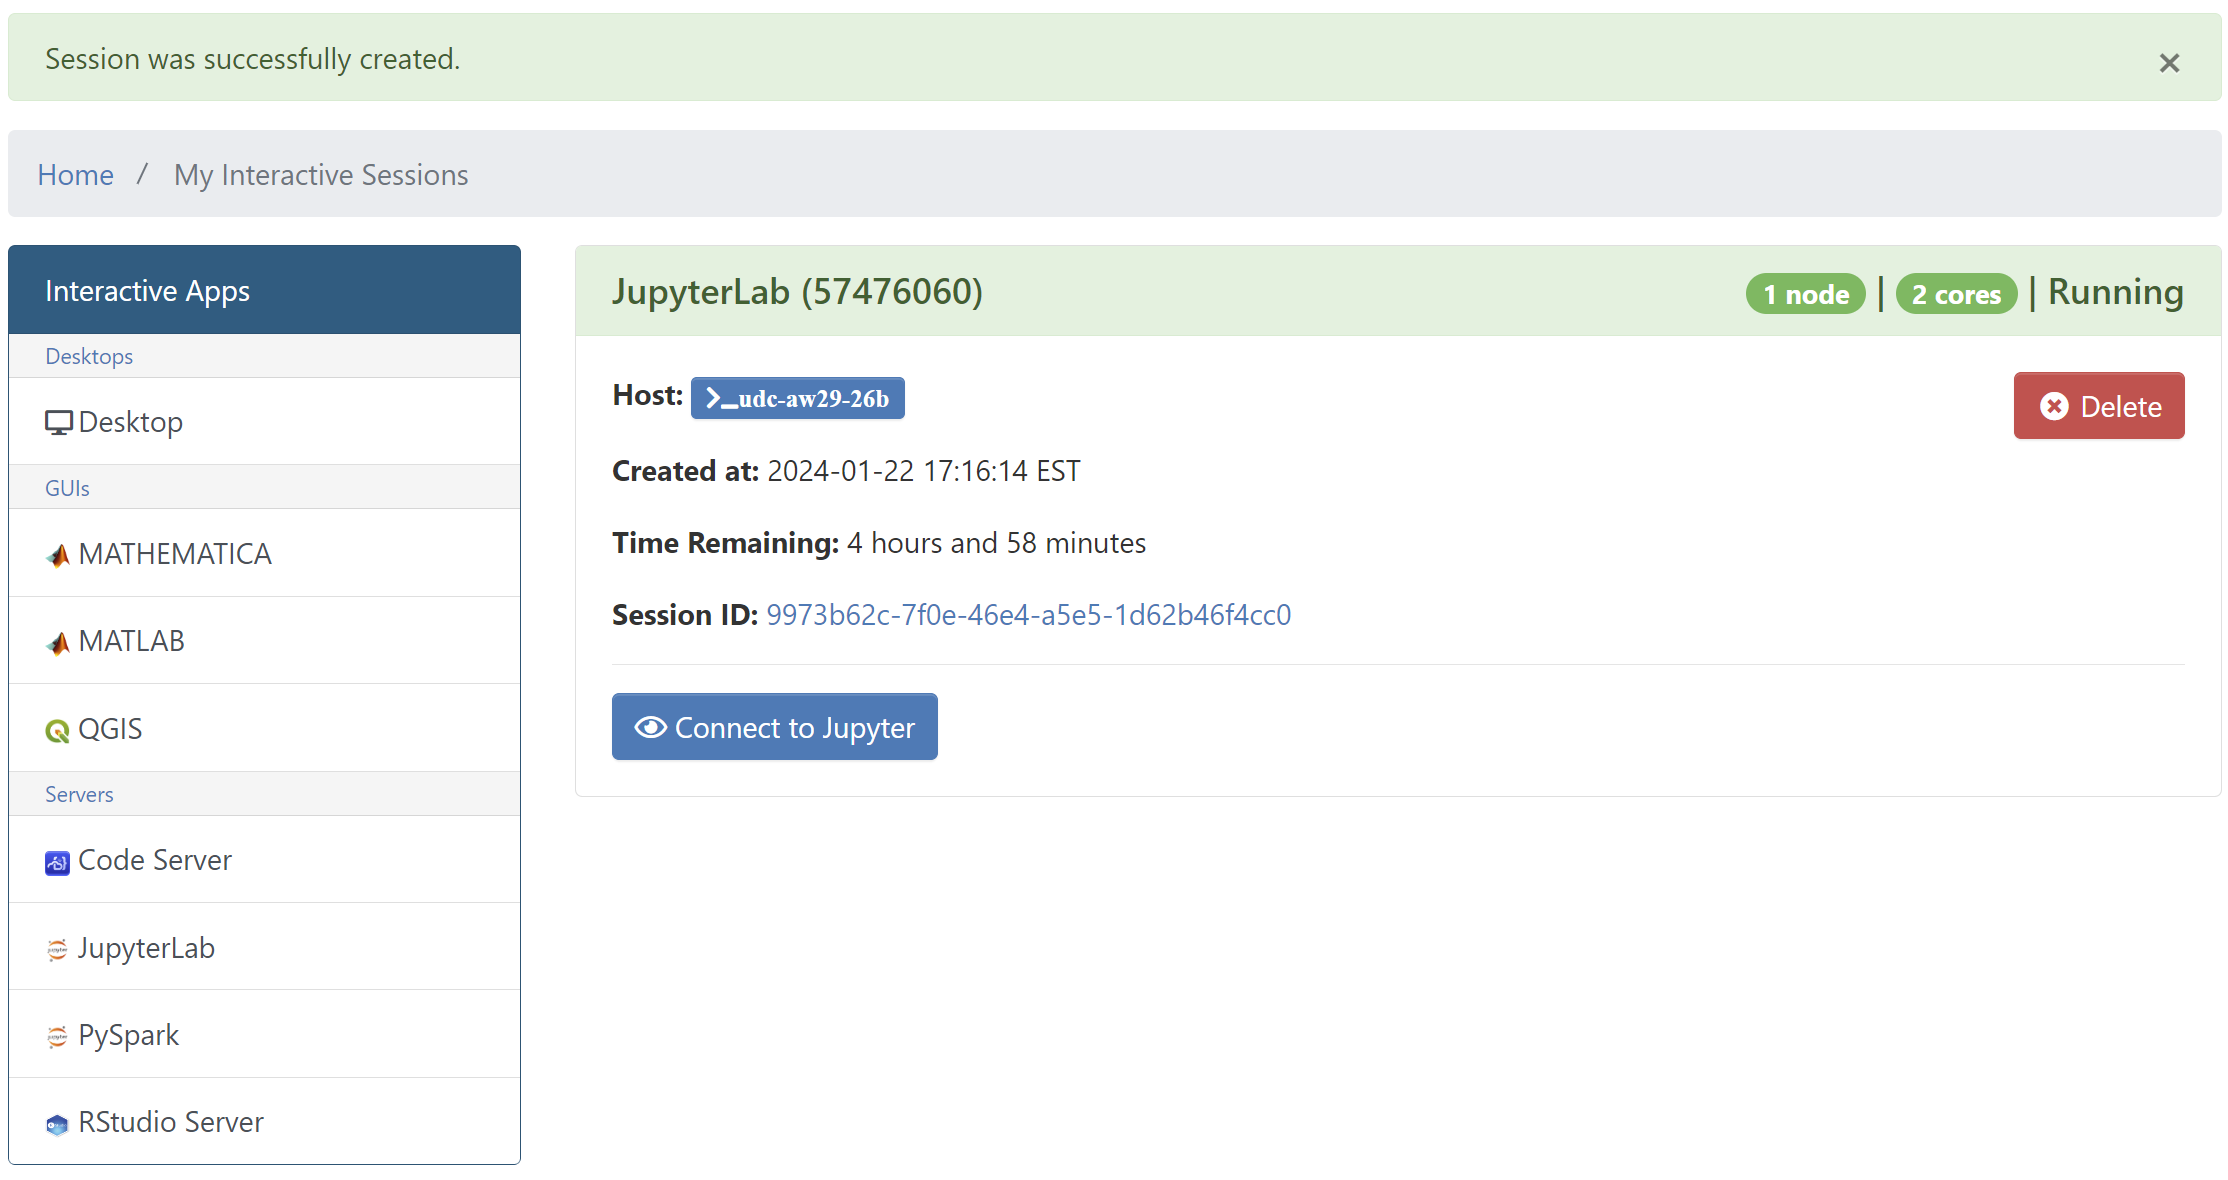 Session was successfully created.
×
Home / My Interactive Sessions
Interactive Apps
Desktops
Desktop
GUIs
MATHEMATICA
MATLAB
QGIS
Servers
Code Server
JupyterLab
PySpark
RStudio Server
JupyterLab (57476060)
1 node | 2 cores | Running
Host: >_udc-aw29-26b
Delete
Created at: 2024-01-22 17:16:14 EST
Time Remaining: 4 hours and 58 minutes
Session ID: 9973b62c-7f0e-46e4-a5e5-1d62b46f4cc0
Connect to Jupyter